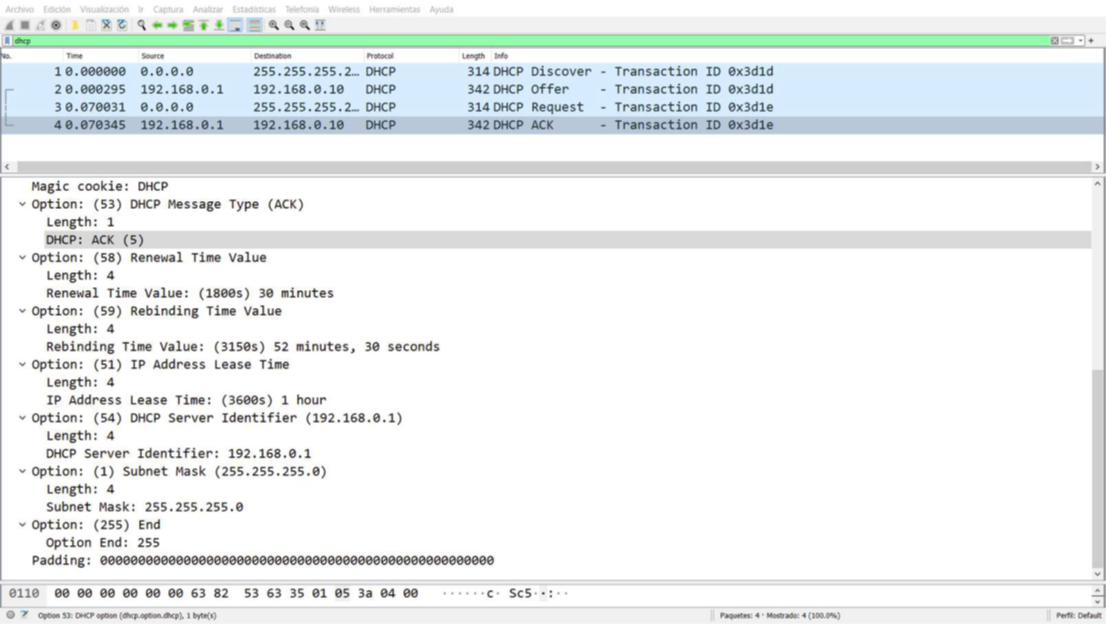 Archivo Edición Visualización Ir Captura Analizar Estadísticas Telefonía Wireless Herramientas Ayuda
dhcp
No. Time Source Destination Protocol Length Info
1 0.000000 0.0.0.0 255.255.255.2… DHCP 314 DHCP Discover - Transaction ID 0x3d1d
2 0.000295 192.168.0.1 192.168.0.10 DHCP 342 DHCP Offer - Transaction ID 0x3d1d
3 0.070031 0.0.0.0 255.255.255.2… DHCP 314 DHCP Request - Transaction ID 0x3d1e
4 0.070345 192.168.0.1 192.168.0.10 DHCP 342 DHCP ACK - Transaction ID 0x3d1e
Magic cookie: DHCP
Option: (53) DHCP Message Type (ACK)
Length: 1
DHCP: ACK (5)
Option: (58) Renewal Time Value
Length: 4
Renewal Time Value: (1800s) 30 minutes
Option: (59) Rebinding Time Value
Length: 4
Rebinding Time Value: (3150s) 52 minutes, 30 seconds
Option: (51) IP Address Lease Time
Length: 4
IP Address Lease Time: (3600s) 1 hour
Option: (54) DHCP Server Identifier (192.168.0.1)
Length: 4
DHCP Server Identifier: 192.168.0.1
Option: (1) Subnet Mask (255.255.255.0)
Length: 4
Subnet Mask: 255.255.255.0
Option: (255) End
Option End: 255
Padding: 0000000000000000000000000000000000000000000000000000
0110 00 00 00 00 00 00 63 82 53 63 35 01 05 3a 04 00 ······c· Sc5··:··
Option 53: DHCP option (dhcp.option.dhcp), 1 byte(s) Paquetes: 4 · Mostrado: 4 (100.0%) Perfil: Default